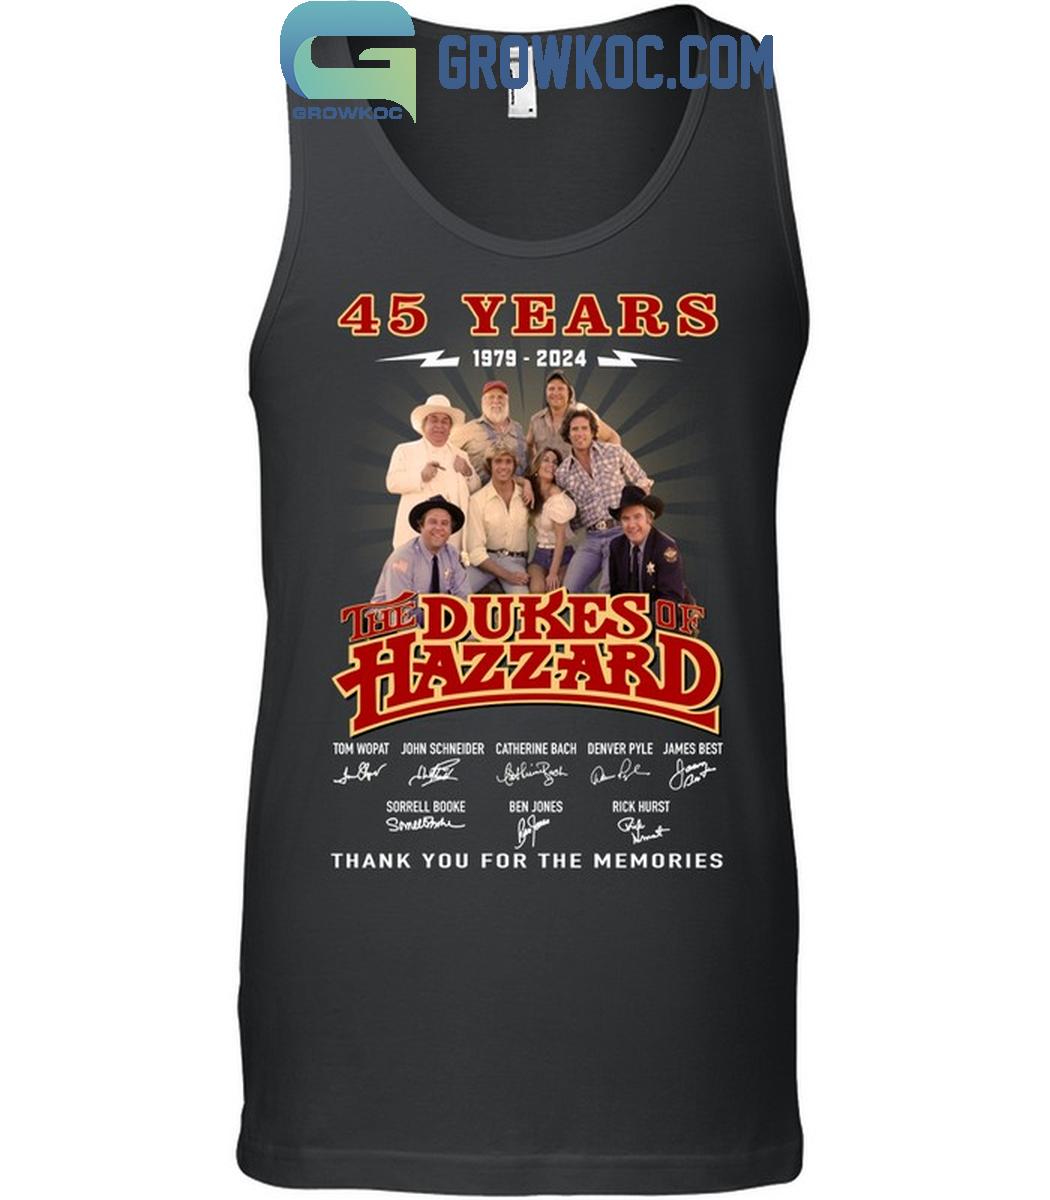 GROWKOC.COM
GROWKOC
45 YEARS
1979 - 2024
THE DUKES OF
HAZZARD
TOM WOPAT JOHN SCHNEIDER CATHERINE BACH DENVER PYLE JAMES BEST
SORRELL BOOKE BEN JONES RICK HURST
THANK YOU FOR THE MEMORIES